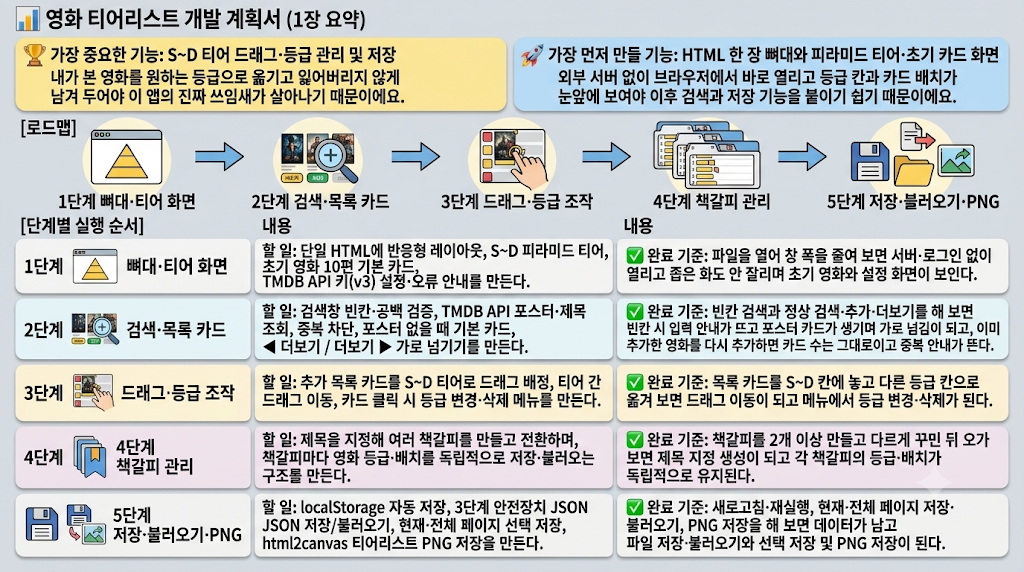 영화 티어리스트 개발 계획서 (1장 요약)
가장 중요한 기능: S~D 티어 드래그·등급 관리 및 저장
내가 본 영화를 원하는 등급으로 옮기고 잃어버리지 않게
남겨 두어야 이 앱의 진짜 쓰임새가 살아나기 때문이에요.
가장 먼저 만들 기능: HTML 한 장 뼈대와 피라미드 티어·초기 카드 화면
외부 서버 없이 브라우저에서 바로 열리고 등급 칸과 카드 배치가
눈앞에 보여야 이후 검색과 저장 기능을 붙이기 쉽기 때문이에요.
[로드맵]
1단계 뼈대·티어 화면
2단계 검색·목록 카드
3단계 드래그·등급 조작
4단계 책갈피 관리
5단계 저장·불러오기·PNG
[단계별 실행 순서]
내용
내용
1단계
뼈대·티어 화면
할 일: 단일 HTML에 반응형 레이아웃, S~D 피라미드 티어,
초기 영화 10편 기본 카드,
TMDB API 키(v3) 설정·오류 안내를 만든다.
완료 기준: 파일을 열어 창 폭을 줄여 보면 서버·로그인 없이
열리고 좁은 화도 안 잘리며 초기 영화와 설정 화면이 보인다.
2단계
검색·목록 카드
할 일: 검색창 빈칸·공백 검증, TMDB API 포스터·제목
조회, 중복 차단, 포스터 없을 때 기본 카드,
◀ 더보기 / 더보기 ▶ 가로 넘기기를 만든다.
완료 기준: 빈칸 검색과 정상 검색·추가·더보기를 해 보면
빈칸 시 입력 안내가 뜨고 포스터 카드가 생기며 가로 넘김이 되고, 이미
추가한 영화를 다시 추가하면 카드 수는 그대로이고 중복 안내가 뜬다.
3단계
드래그·등급 조작
할 일: 추가 목록 카드를 S~D 티어로 드래그 배정, 티어 간
드래그 이동, 카드 클릭 시 등급 변경·삭제 메뉴를 만든다.
완료 기준: 목록 카드를 S~D 칸에 놓고 다른 등급 칸으로
옮겨 보면 드래그 이동이 되고 메뉴에서 등급 변경·삭제가 된다.
4단계
4단계
책갈피 관리
할 일: 제목을 지정해 여러 책갈피를 만들고 전환하며,
책갈피마다 영화 등급·배치를 독립적으로 저장·불러오는
구조를 만든다.
완료 기준: 책갈피를 2개 이상 만들고 다르게 꾸민 뒤 오가
보면 제목 지정 생성이 되고 각 책갈피의 등급·배치가
독립적으로 유지된다.
5단계
저장·불러오기·PNG
할 일: localStorage 자동 저장, 3단계 안전장치 JSON
JSON 저장/불러오기, 현재·전체 페이지 선택 저장,
html2canvas 티어리스트 PNG 저장을 만든다.
완료 기준: 새로고침·재실행, 현재·전체 페이지 저장·
불러오기, PNG 저장을 해 보면 데이터가 남고
파일 저장·불러오기와 선택 저장 및 PNG 저장이 된다.